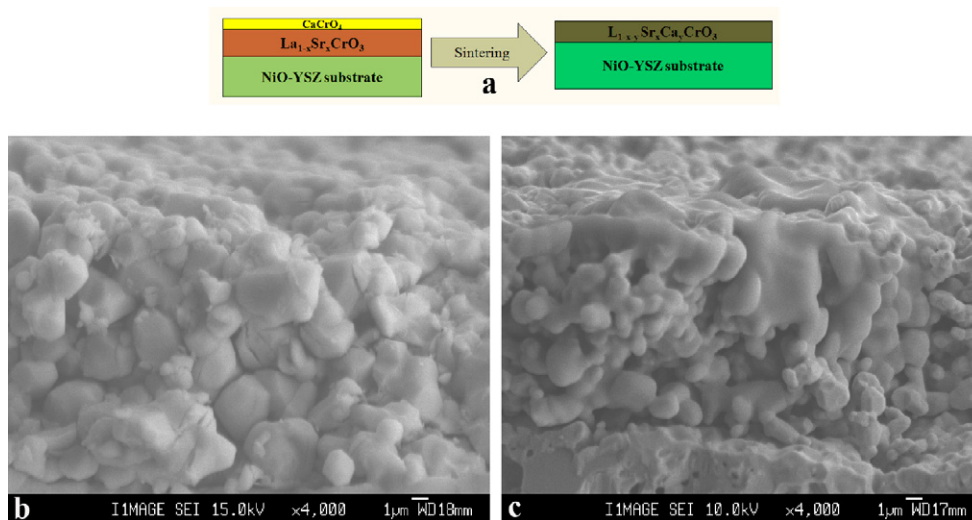 CaCrO₄
La₁₋ₓSrₓCrO₃
NiO-YSZ substrate
Sintering
a
L₁₋ₓ₋ᵧSrₓCaᵧCrO₃
NiO-YSZ substrate
b
I1MAGE SEI 15.0kV ×4,000 1μm WD18mm
c
I1MAGE SEI 10.0kV ×4,000 1μm WD17mm